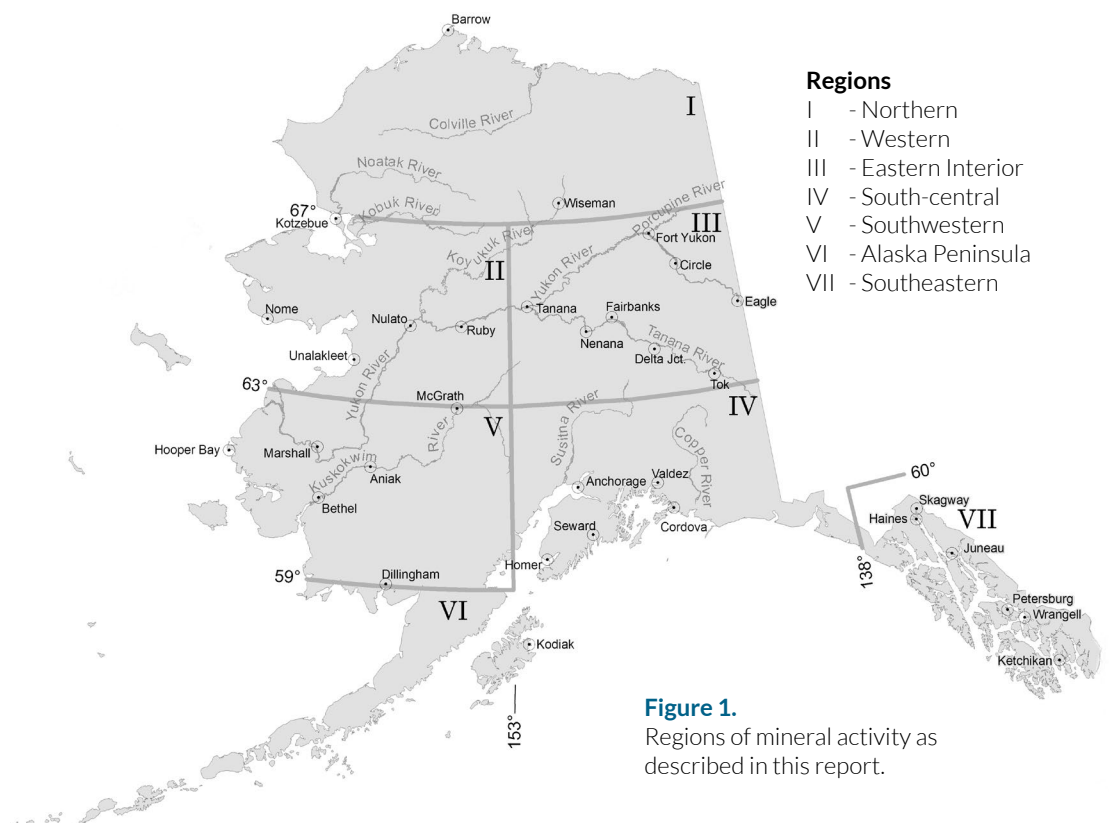 Barrow
Regions
I - Northern
II - Western
III - Eastern Interior
IV - South-central
V - Southwestern
VI - Alaska Peninsula
VII - Southeastern
I
Colville River
Noatak River
Kobuk River
67°
Kotzebue
Wiseman
Porcupine River
III
Fort Yukon
Koyukuk River
II
Yukon River
Circle
Eagle
Nome
Nulato
Ruby
Tanana
Fairbanks
Nenana
Tanana River
Delta Jct.
Unalakleet
Yukon River
Tok
63°
McGrath
IV
V
Susitna River
Copper River
Hooper Bay
Marshall
Kuskokwim River
Aniak
Bethel
Anchorage
Valdez
Cordova
Seward
Homer
60°
Skagway
Haines
VII
Juneau
138°
59°
Dillingham
VI
Petersburg
Wrangell
Ketchikan
Kodiak
153°
Figure 1.
Regions of mineral activity as
described in this report.